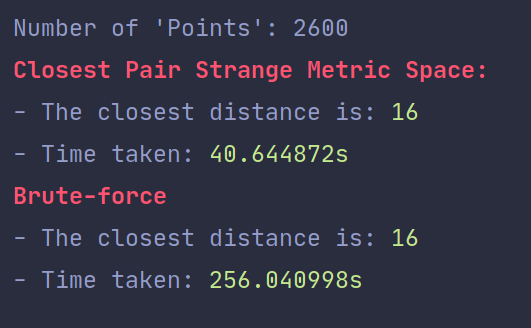 Number of 'Points': 2600
Closest Pair Strange Metric Space:
- The closest distance is: 16
- Time taken: 40.644872s
Brute-force
- The closest distance is: 16
- Time taken: 256.040998s